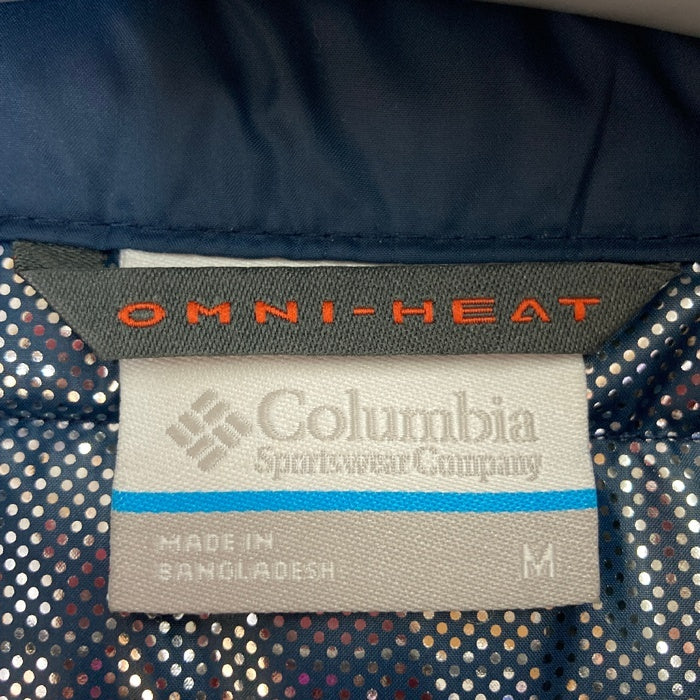 OMNI-HEAT
Columbia
Sportswear Company
MADE IN
BANGLADESH
M